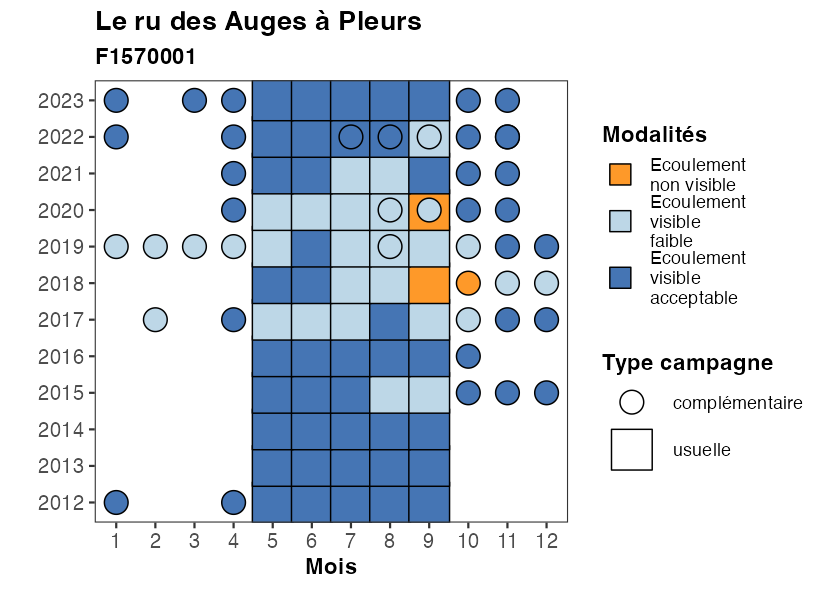 Le ru des Auges à Pleurs
F1570001
2023
2022
2021
2020
2019
2018
2017
2016
2015
2014
2013
2012
1 2 3 4 5 6 7 8 9 10 11 12
Mois
Modalités
Ecoulement
non visible
Ecoulement
visible
faible
Ecoulement
visible
acceptable
Type campagne
complémentaire
usuelle